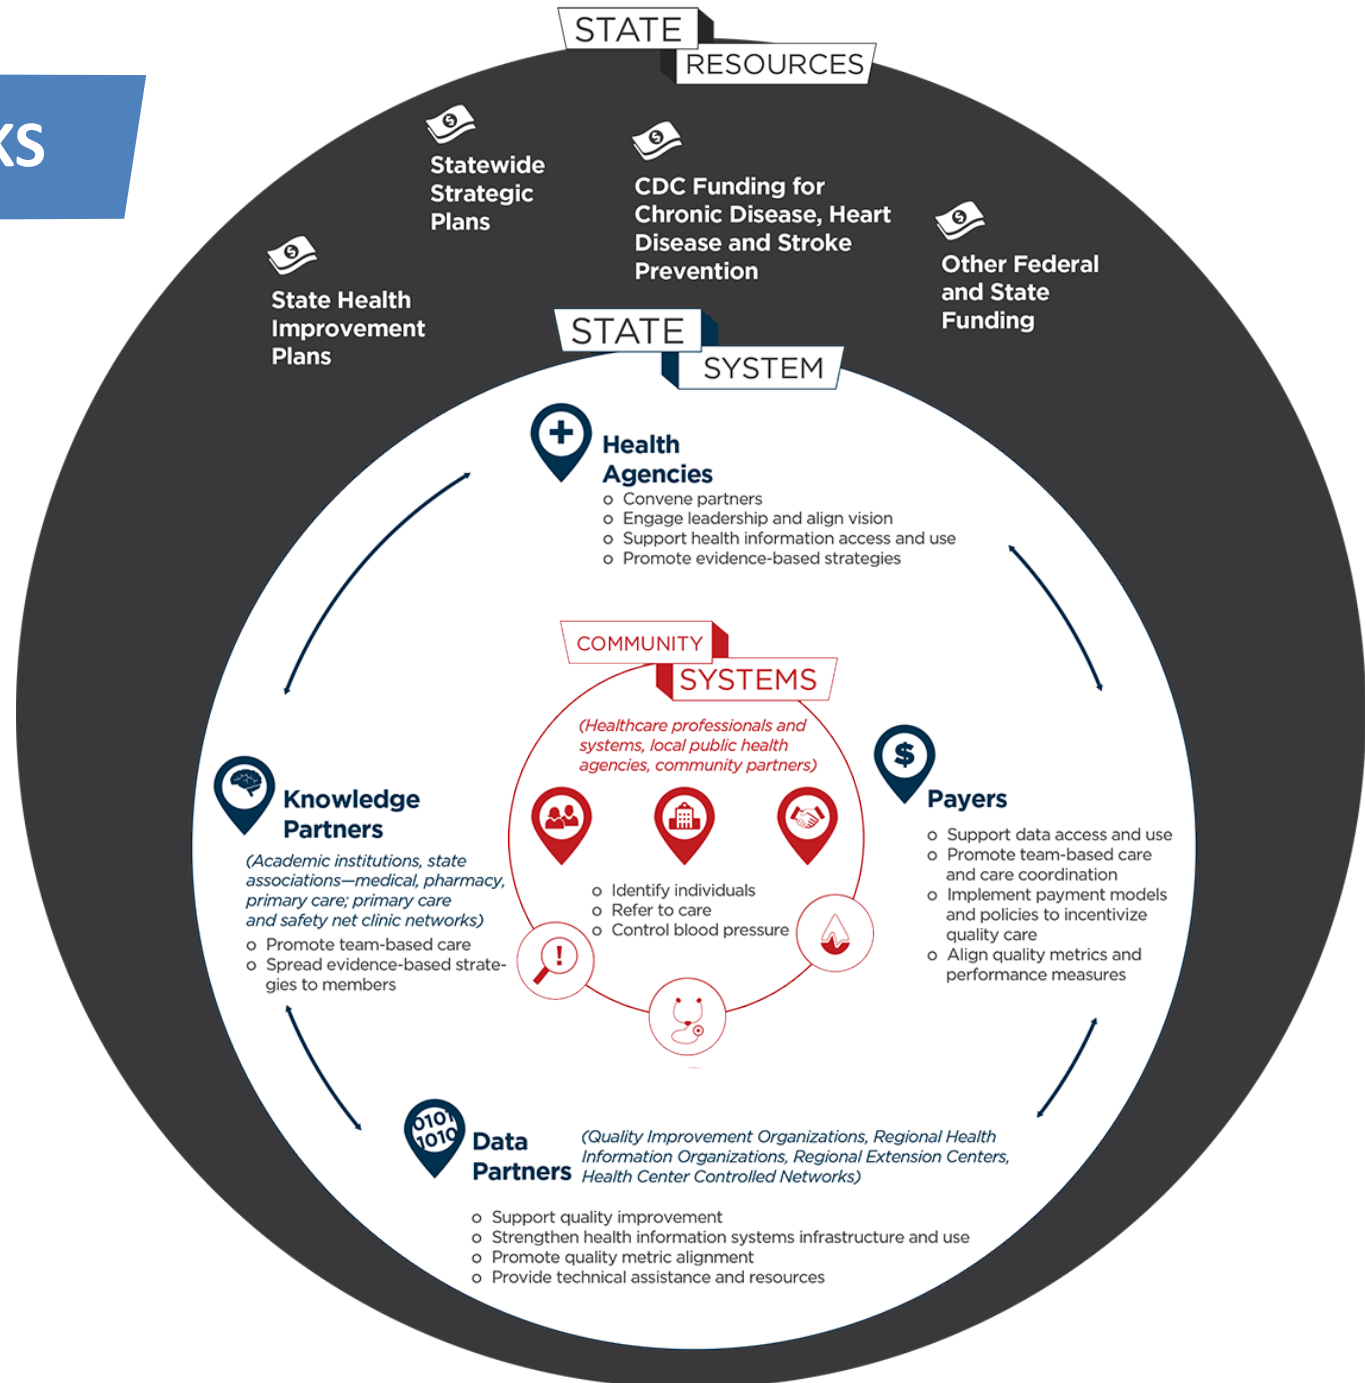 STATE
RESOURCES
KS
Statewide
Strategic
Plans
CDC Funding for
Chronic Disease, Heart
Disease and Stroke
Prevention
Other Federal
and State
Funding
State Health
Improvement
Plans
STATE
SYSTEM
Health
Agencies
o Convene partners
o Engage leadership and align vision
o Support health information access and use
o Promote evidence-based strategies
COMMUNITY
SYSTEMS
(Healthcare professionals and
systems, local public health
agencies, community partners)
o Identify individuals
o Refer to care
o Control blood pressure
!
Knowledge
Partners
(Academic institutions, state
associations—medical, pharmacy,
primary care; primary care
and safety net clinic networks)
o Promote team-based care
o Spread evidence-based strate-
gies to members
$
Payers
o Support data access and use
o Promote team-based care
and care coordination
o Implement payment models
and policies to incentivize
quality care
o Align quality metrics and
performance measures
0101
1010
Data
Partners
(Quality Improvement Organizations, Regional Health
Information Organizations, Regional Extension Centers,
Health Center Controlled Networks)
o Support quality improvement
o Strengthen health information systems infrastructure and use
o Promote quality metric alignment
o Provide technical assistance and resources